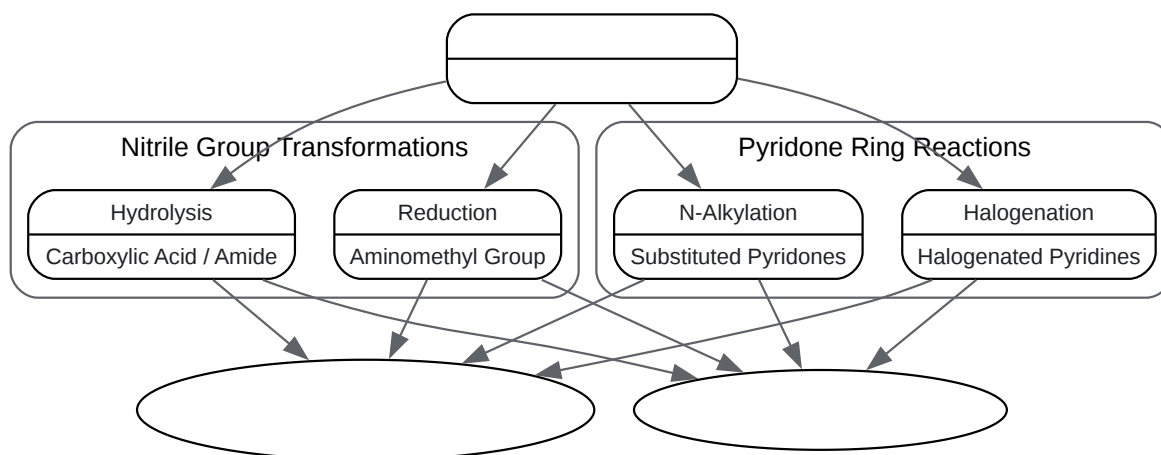 Nitrile Group Transformations
Pyridone Ring Reactions
Hydrolysis
Carboxylic Acid / Amide
Reduction
Aminomethyl Group
N-Alkylation
Substituted Pyridones
Halogenation
Halogenated Pyridines